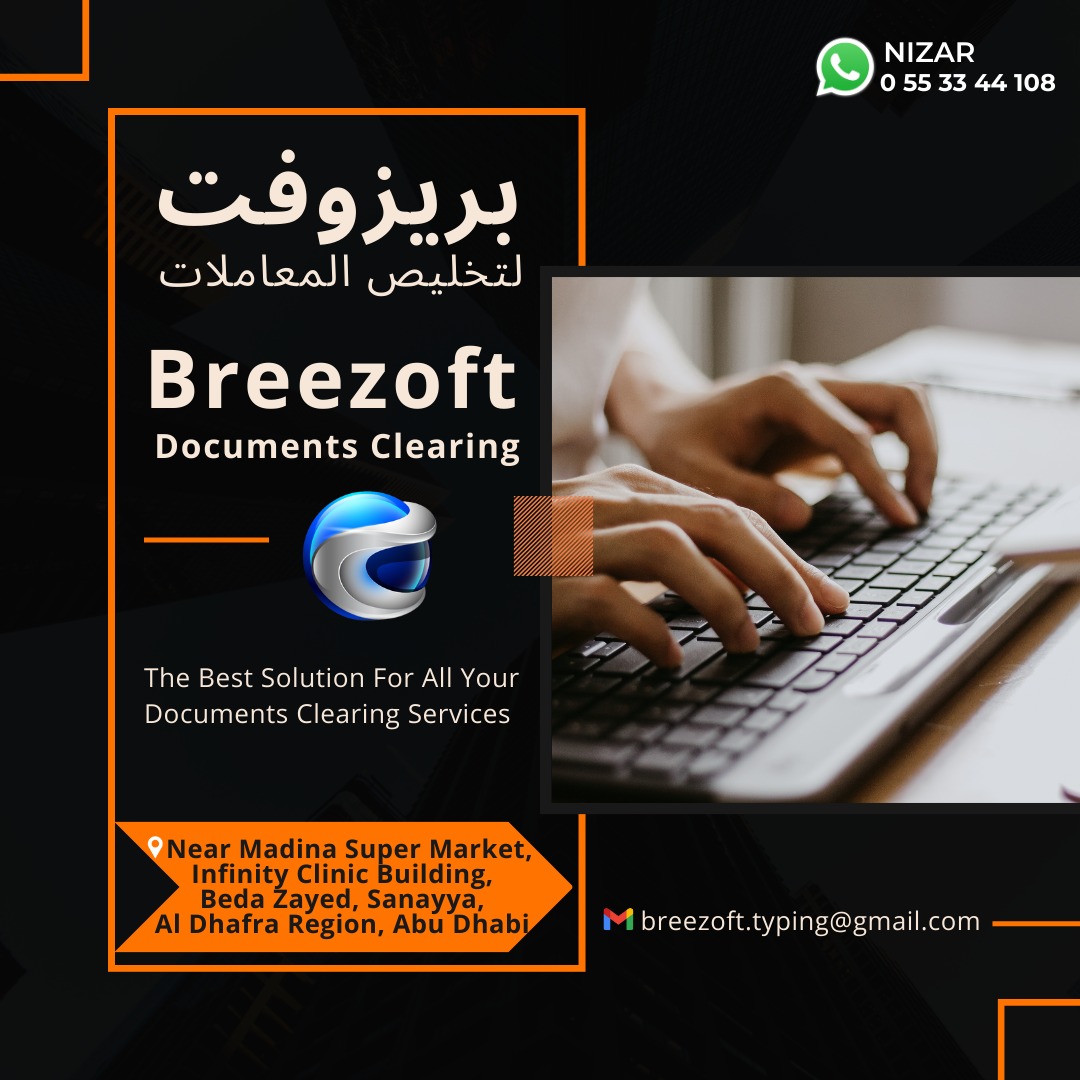 NIZAR
0 55 33 44 108
بريزوفت
لتخليص المعاملات
Breezoft
Documents Clearing
The Best Solution For All Your
Documents Clearing Services
Near Madina Super Market,
Infinity Clinic Building,
Beda Zayed, Sanayya,
Al Dhafra Region, Abu Dhabi
breezoft.typing@gmail.com